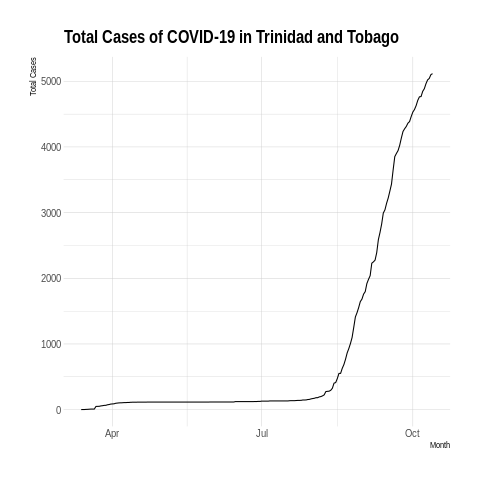 Total Cases of COVID-19 in Trinidad and Tobago
Total Cases
5000
4000
3000
2000
1000
0
Apr
Jul
Oct
Month